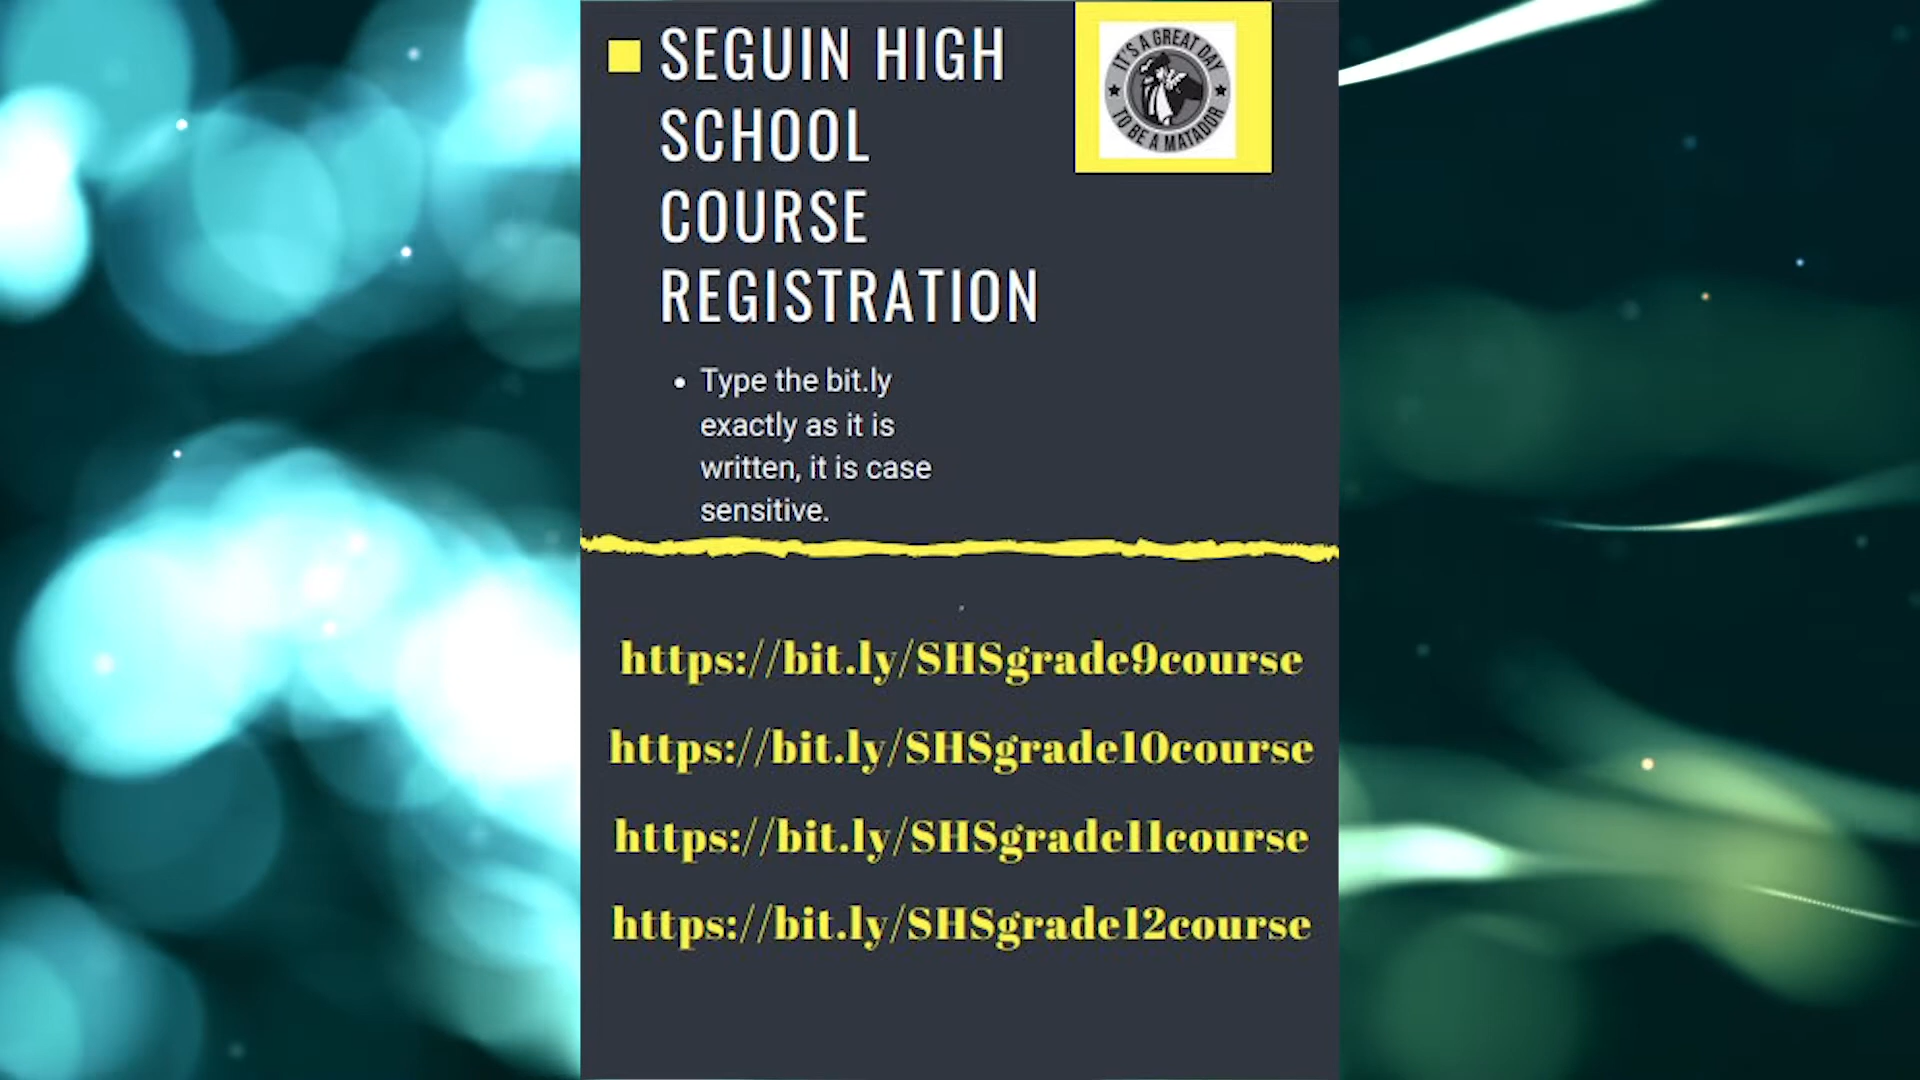 SEGUIN HIGH
SCHOOL
COURSE
REGISTRATION
IT'S A GREAT DAY
TO BE A MATADOR
• Type the bit.ly
exactly as it is
written, it is case
sensitive.
https://bit.ly/SHSgrade9course
https://bit.ly/SHSgrade10course
https://bit.ly/SHSgrade11course
https://bit.ly/SHSgrade12course